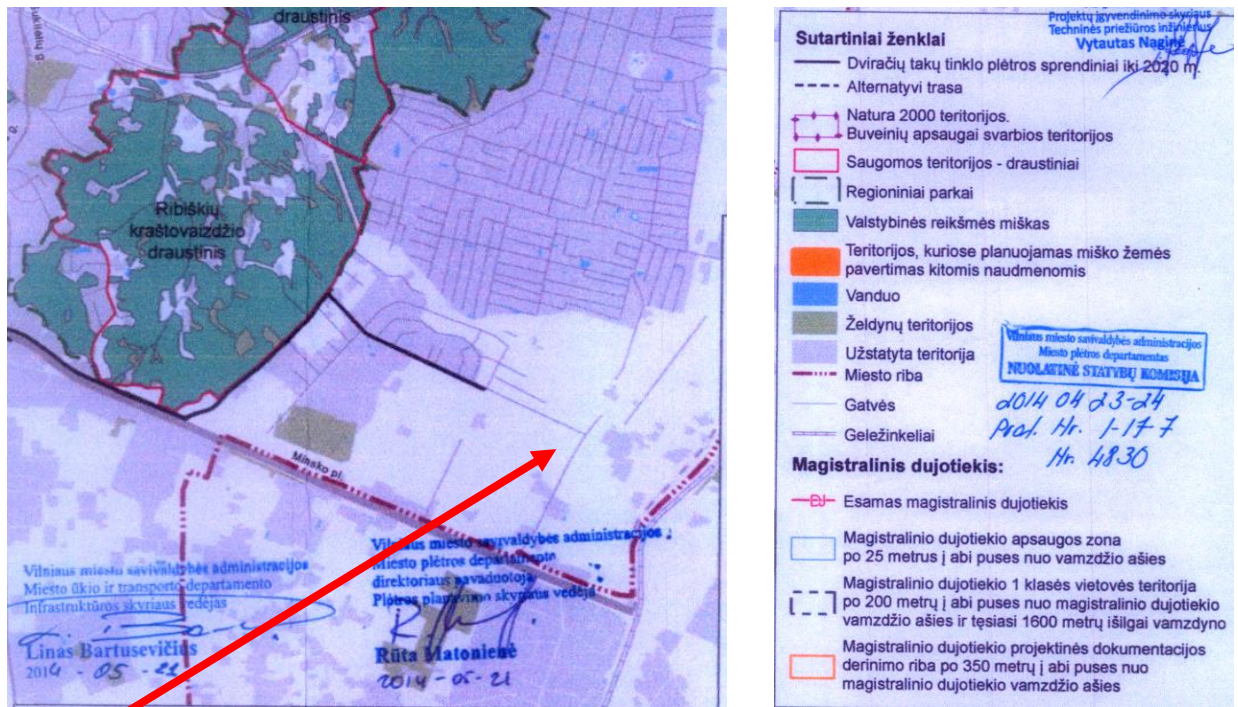 draustinis
Ribiškių
kraštovaizdžio
draustinis
Minsko pl.
Vilniaus miesto savivaldybės administracijos
Miesto ūkio ir transporto departamento
Infrastruktūros skyriaus vedėjas
Linas Bartusevičius
2014-05-21
Vilniaus miesto savivaldybės administracijos
Miesto plėtros departamento
direktoriaus pavaduotoja
Plėtros planavimo skyriaus vedėja
Rūta Matonienė
2014-05-21
Projektų įgyvendinimo skyriaus
Techninės priežiūros inžinierius
Vytautas Naginė
Sutartiniai ženklai
Dviračių takų tinklo plėtros sprendiniai iki 2020 m.
Alternatyvi trasa
Natura 2000 teritorijos.
Buveinių apsaugai svarbios teritorijos
Saugomos teritorijos - draustiniai
Regioniniai parkai
Valstybinės reikšmės miškas
Teritorijos, kuriose planuojamas miško žemės
pavertimas kitomis naudmenomis
Vanduo
Želdynų teritorijos
Užstatyta teritorija
Miesto riba
Gatvės
Geležinkeliai
Vilniaus miesto savivaldybės administracijos
Miesto plėtros departamentas
NUOLATINĖ STATYBŲ KOMISIJA
2014 04 23-24
Prot. Nr. 1-17-7
Nr. 4830
Magistralinis dujotiekis:
DJ Esamas magistralinis dujotiekis
Magistralinio dujotiekio apsaugos zona
po 25 metrus į abi puses nuo vamzdžio ašies
Magistralinio dujotiekio 1 klasės vietovės teritorija
po 200 metrų į abi puses nuo magistralinio dujotiekio
vamzdžio ašies ir tęsiasi 1600 metrų išilgai vamzdyno
Magistralinio dujotiekio projektinės dokumentacijos
derinimo riba po 350 metrų į abi puses nuo
magistralinio dujotiekio vamzdžio ašies